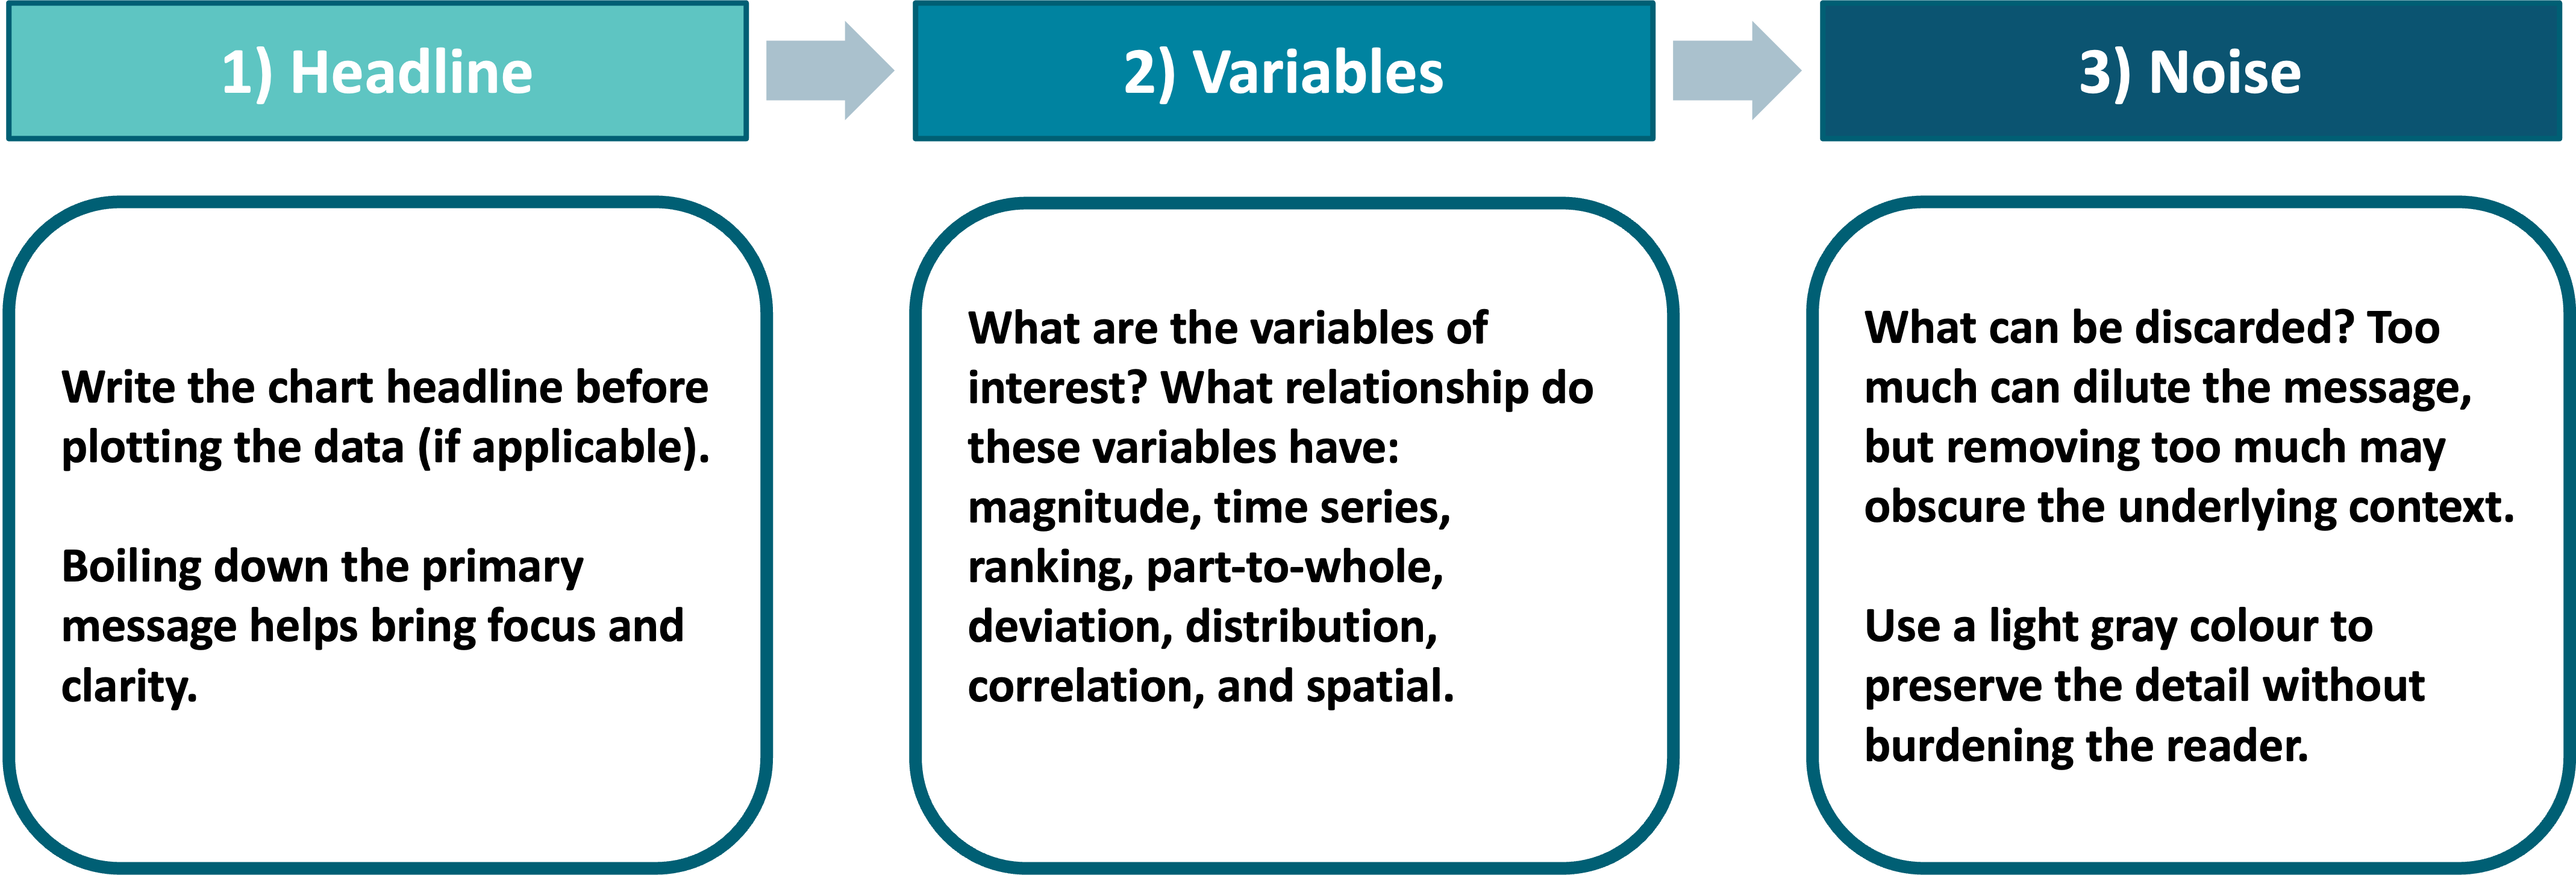 1) Headline
2) Variables
3) Noise
Write the chart headline before
plotting the data (if applicable).
Boiling down the primary
message helps bring focus and
clarity.
What are the variables of
interest? What relationship do
these variables have:
magnitude, time series,
ranking, part-to-whole,
deviation, distribution,
correlation, and spatial.
What can be discarded? Too
much can dilute the message,
but removing too much may
obscure the underlying context.
Use a light gray colour to
preserve the detail without
burdening the reader.